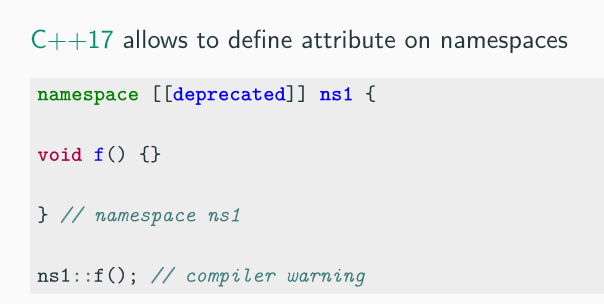 C++17 allows to define attribute on namespaces
namespace [[deprecated]] ns1 {
void f() {}
} // namespace ns1
ns1::f(); // compiler warning